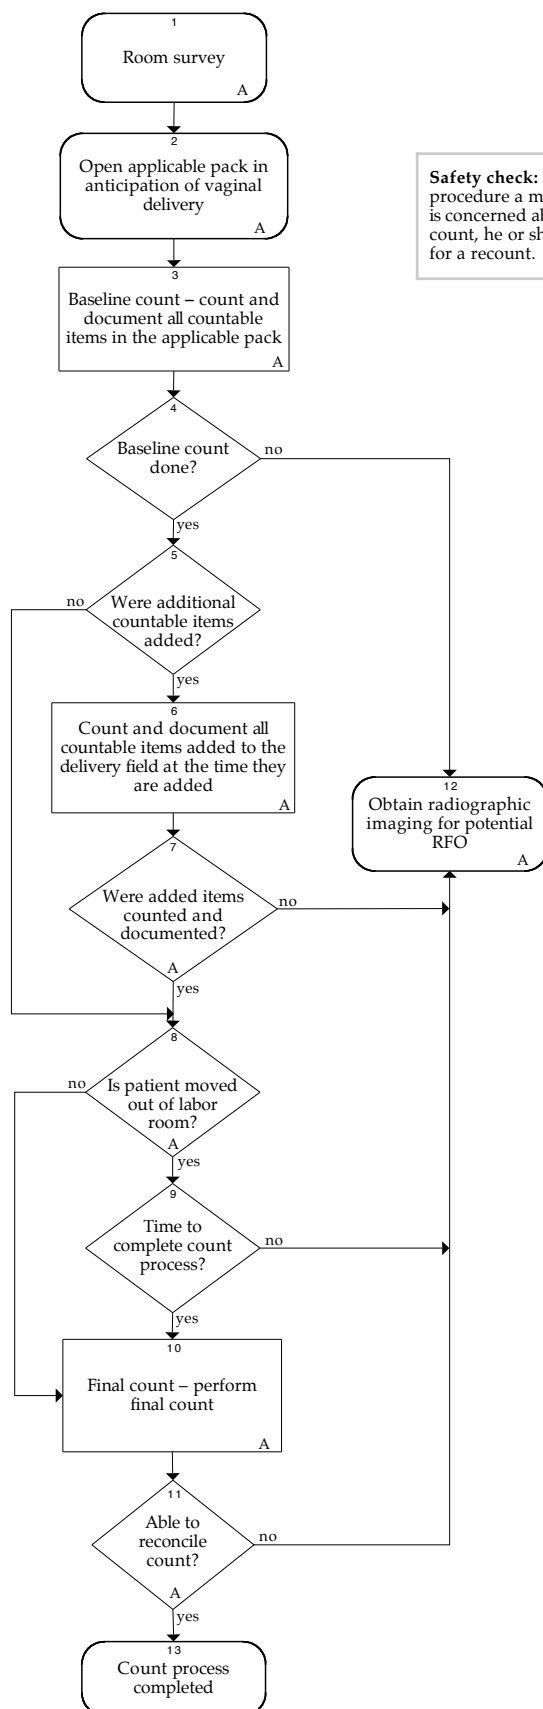 1
Room survey
A
2
Open applicable pack in
anticipation of vaginal
delivery
A
Safety check:
procedure a m
is concerned ab
count, he or sh
for a recount.
3
Baseline count – count and
document all countable
items in the applicable pack
A
4
Baseline count
done?
no
yes
5
no
Were additional
countable items
added?
yes
6
Count and document all
countable items added to the
delivery field at the time they
are added
A
12
Obtain radiographic
imaging for potential
RFO
A
7
Were added items
counted and
documented?
A
no
yes
8
no
Is patient moved
out of labor
room?
A
yes
9
Time to
complete count
process?
no
yes
10
Final count – perform
final count
A
11
Able to
reconcile
count?
A
no
yes
13
Count process
completed